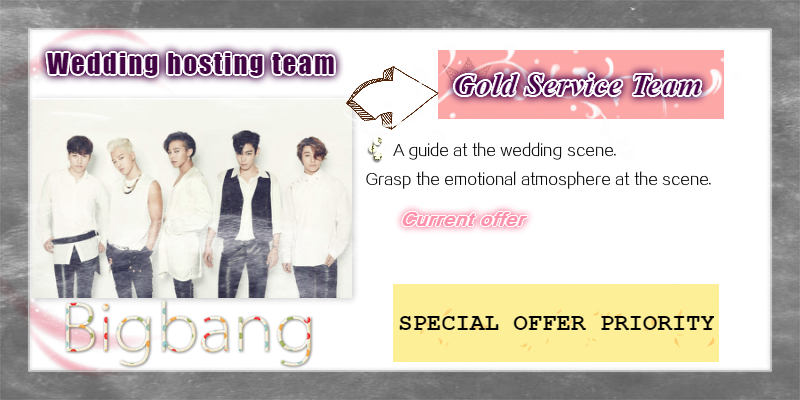 Wedding hosting team
Gold Service Team
A guide at the wedding scene.
Grasp the emotional atmosphere at the scene.
Current offer
Bigbang
SPECIAL OFFER PRIORITY